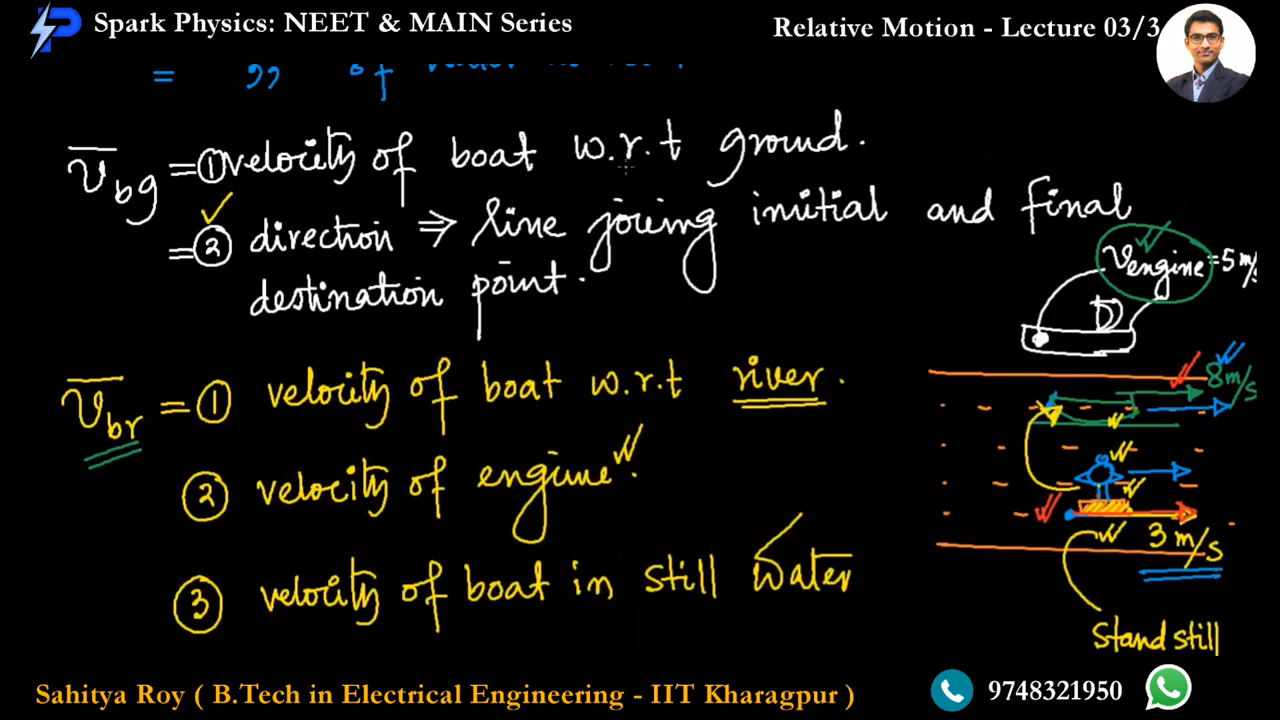 Spark Physics: NEET & MAIN Series
Relative Motion - Lecture 03/3
= ,, of
v̅bg = ① velocity of boat w.r.t ground.
= ② direction ⇒ line joining initial and final
destination point.
Vengine = 5 m/s
8 m/s
v̅br = ① velocity of boat w.r.t river.
② velocity of engine.
③ velocity of boat in still water
3 m/s
Stand still
Sahitya Roy ( B.Tech in Electrical Engineering - IIT Kharagpur )
9748321950